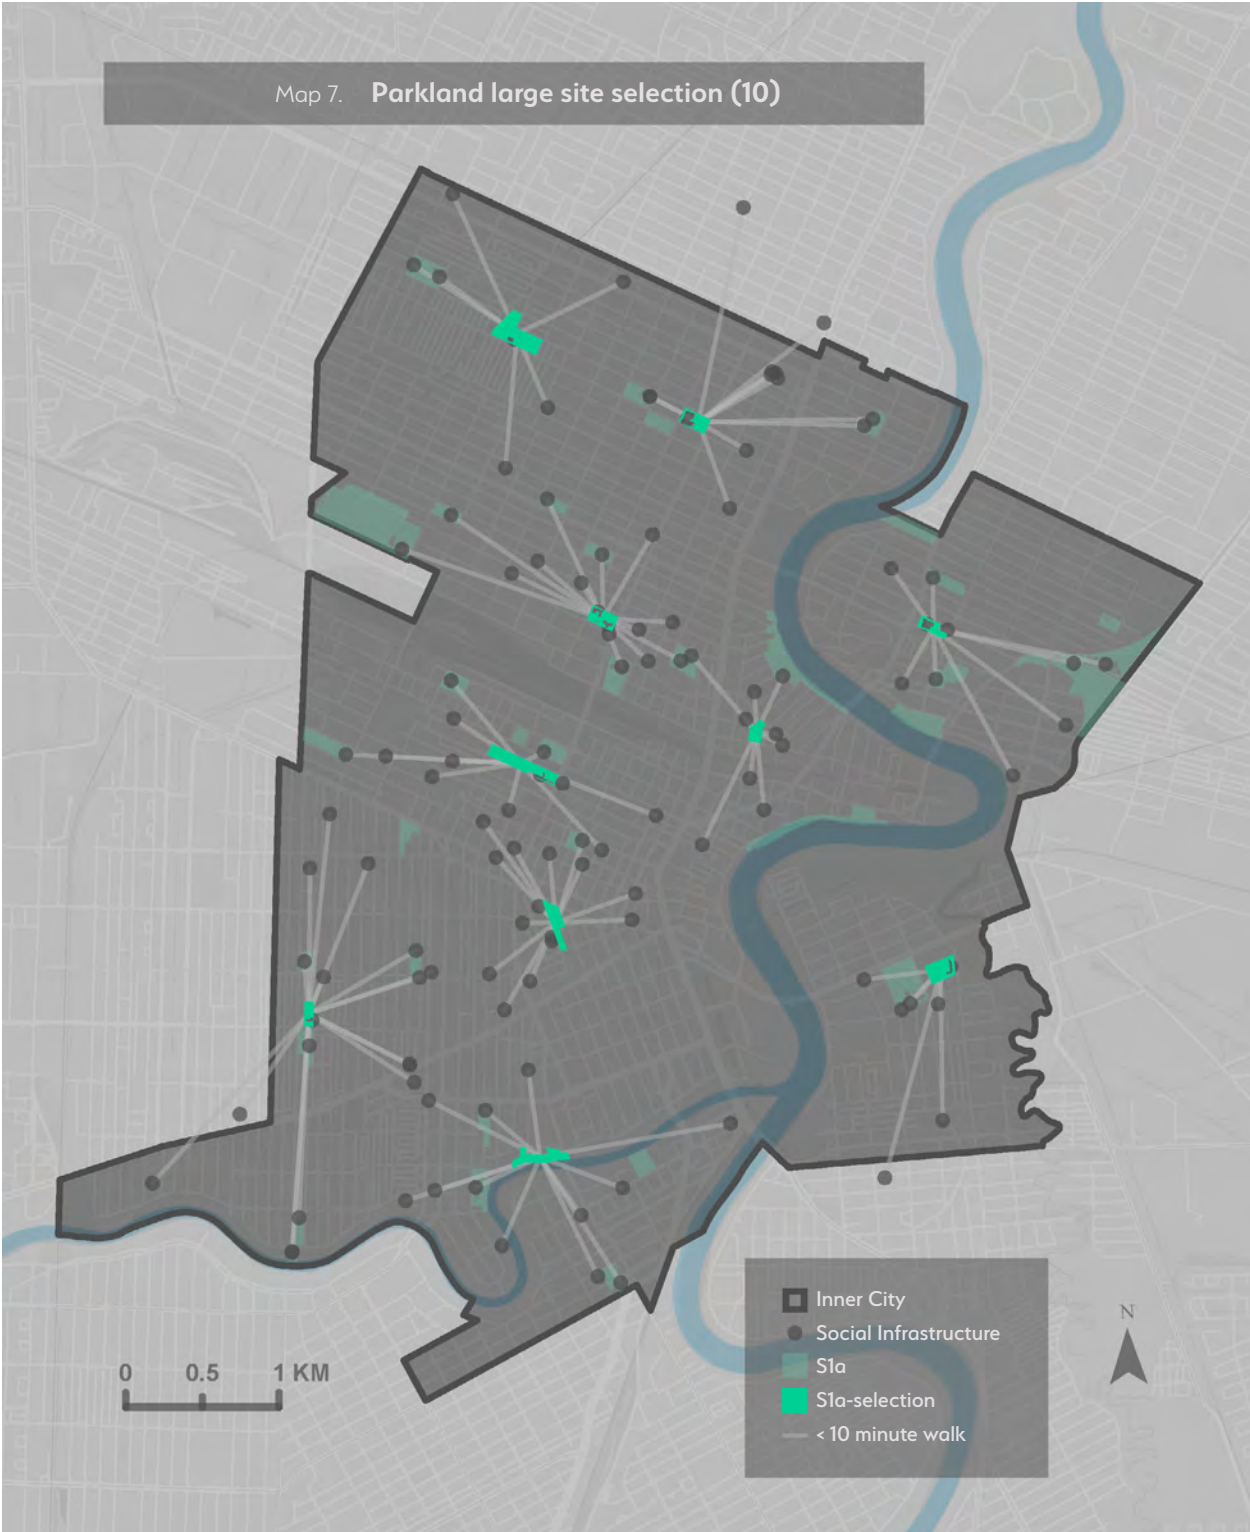 Map 7. Parkland large site selection (10)
Inner City
Social Infrastructure
S1a
S1a-selection
< 10 minute walk
N
0 0.5 1 KM